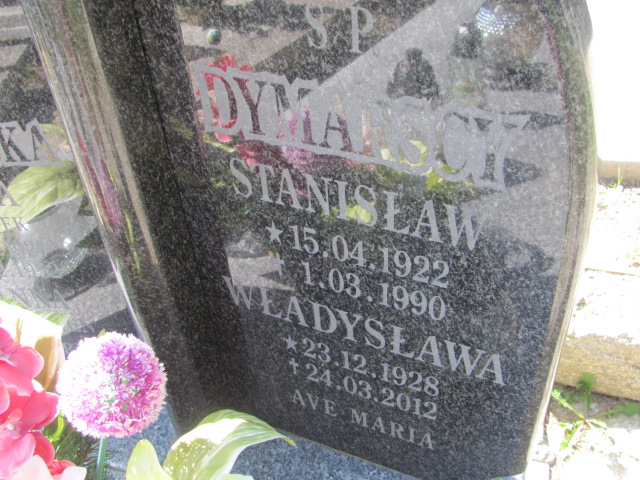 S P
DYMARSCY
STANISŁAW
★ 15.04.1922
† 1.03.1990
WŁADYSŁAWA
★ 23.12.1928
† 24.03.2012
AVE MARIA